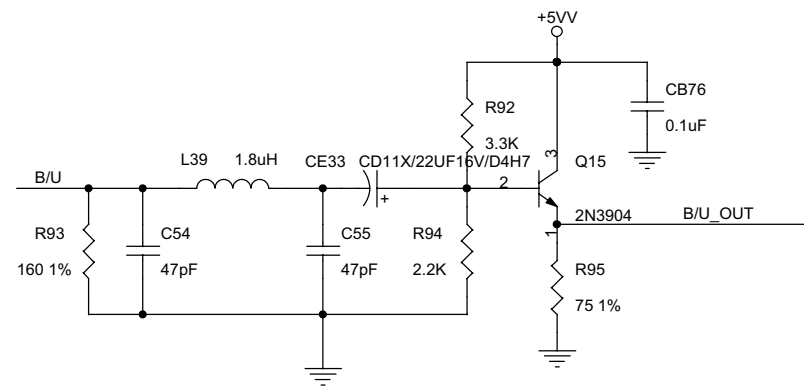 +5VV
CB76
0.1uF
R92
3.3K
L39 1.8uH
CE33 CD11X/22UF16V/D4H7
3
Q15
B/U
2
+
2N3904
B/U_OUT
1
R93
160 1%
C54
47pF
C55
47pF
R94
2.2K
R95
75 1%